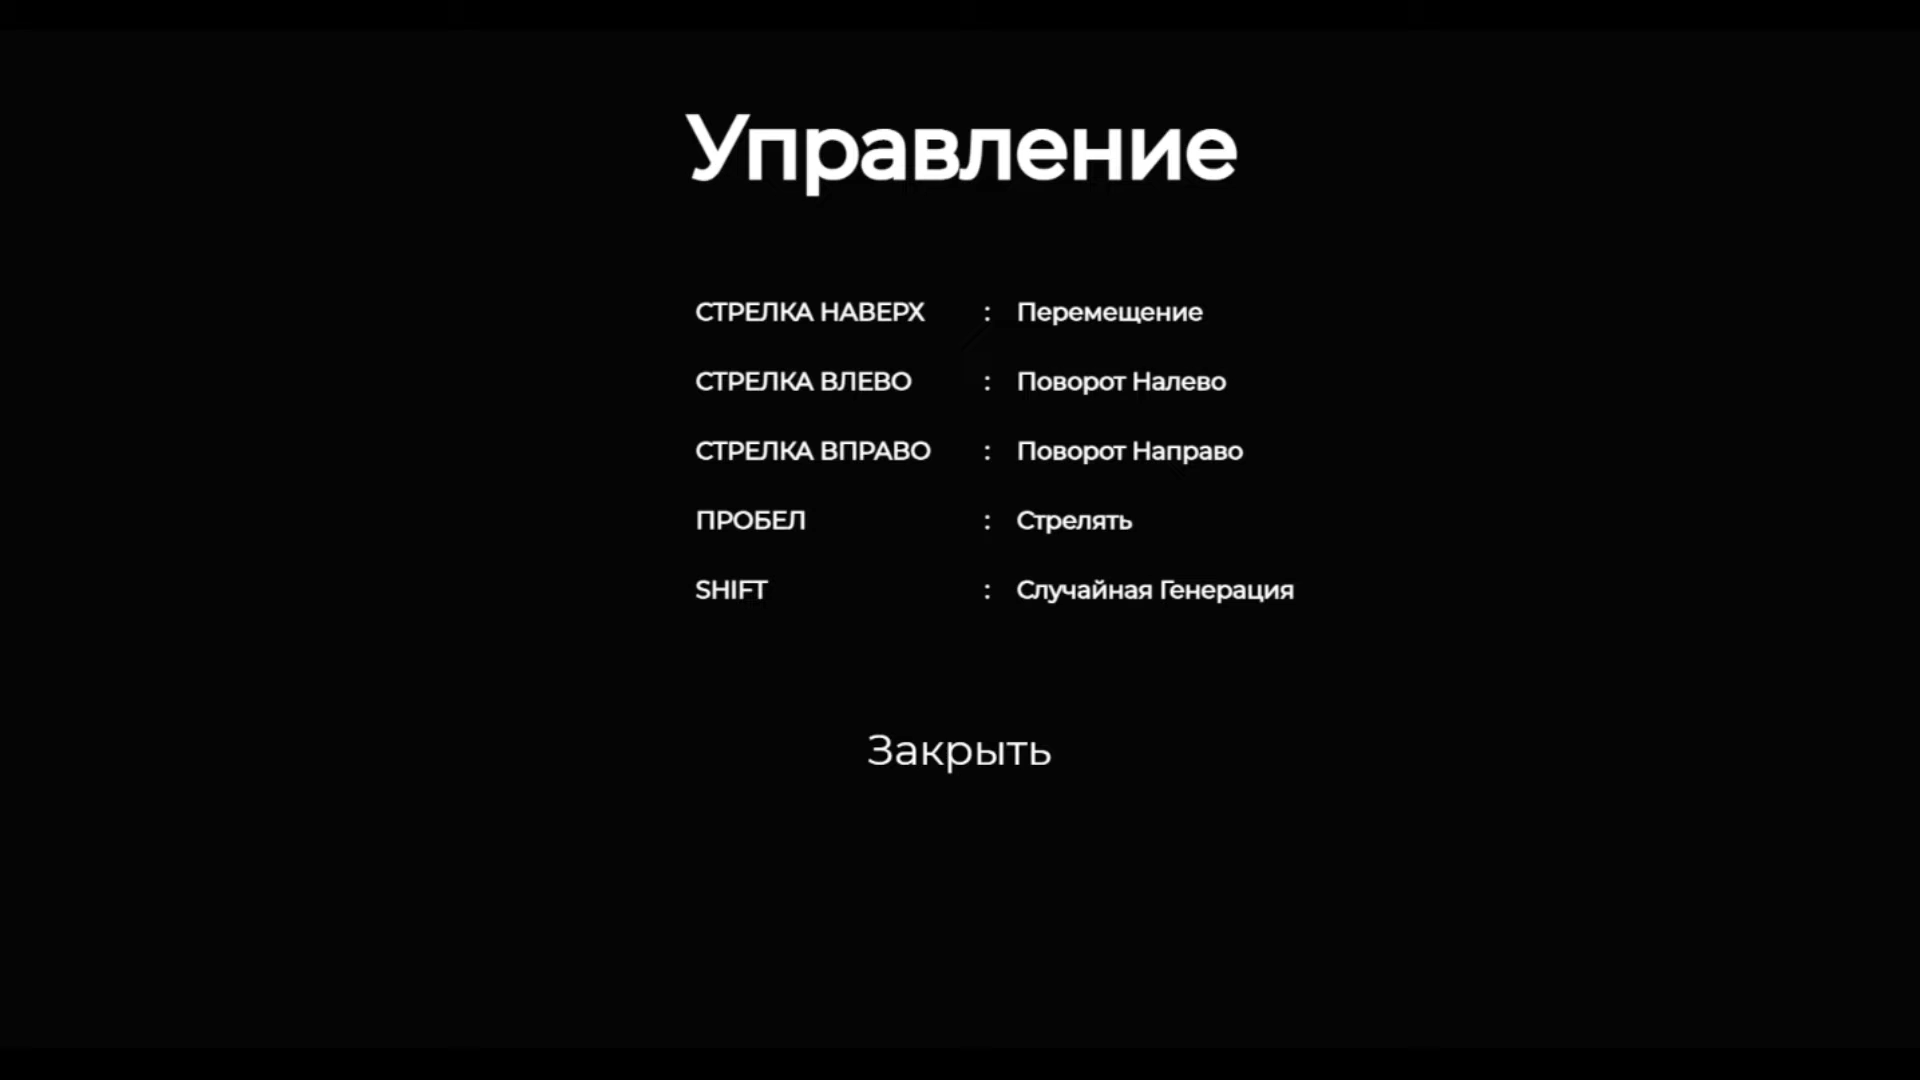 Управление
СТРЕЛКА НАВЕРХ : Перемещение
СТРЕЛКА ВЛЕВО : Поворот Налево
СТРЕЛКА ВПРАВО : Поворот Направо
ПРОБЕЛ : Стрелять
SHIFT : Случайная Генерация
Закрыть